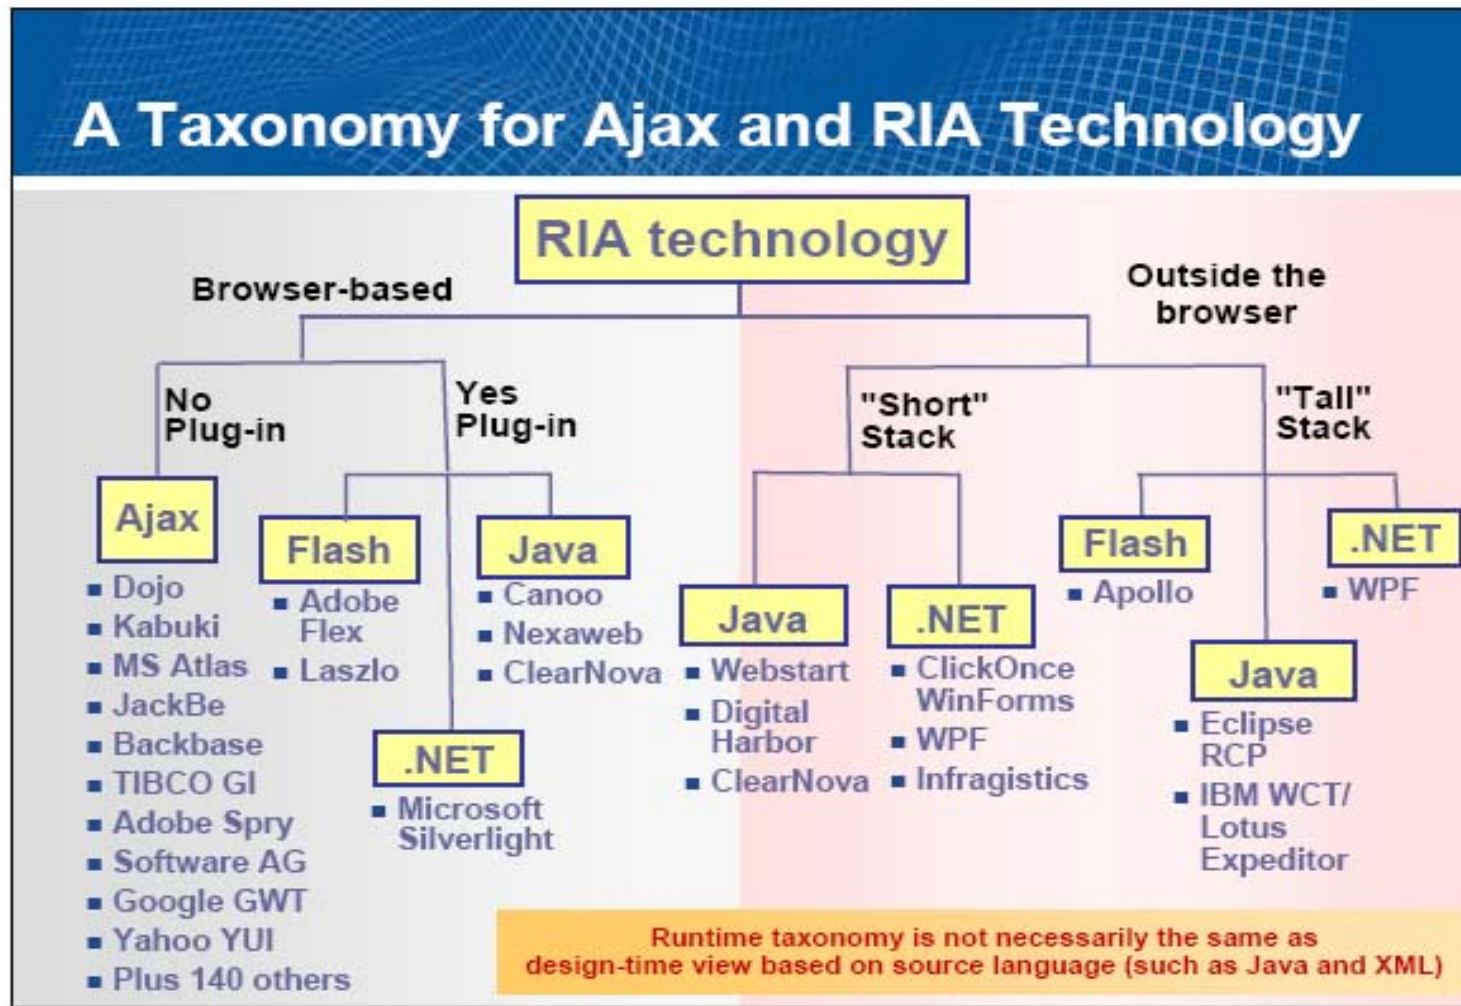 A Taxonomy for Ajax and RIA Technology
RIA technology
Browser-based
Outside the
browser
No
Plug-in
Yes
Plug-in
"Short"
Stack
"Tall"
Stack
Ajax
Dojo
Kabuki
MS Atlas
JackBe
Backbase
TIBCO GI
Adobe Spry
Software AG
Google GWT
Yahoo YUI
Plus 140 others
Flash
Adobe
Flex
Laszlo
.NET
Microsoft
Silverlight
Java
Canoo
Nexaweb
ClearNova
Java
Webstart
Digital
Harbor
ClearNova
.NET
ClickOnce
WinForms
WPF
Infragistics
Flash
Apollo
Java
Eclipse
RCP
IBM WCT/
Lotus
Expeditor
.NET
WPF
Runtime taxonomy is not necessarily the same as
design-time view based on source language (such as Java and XML)